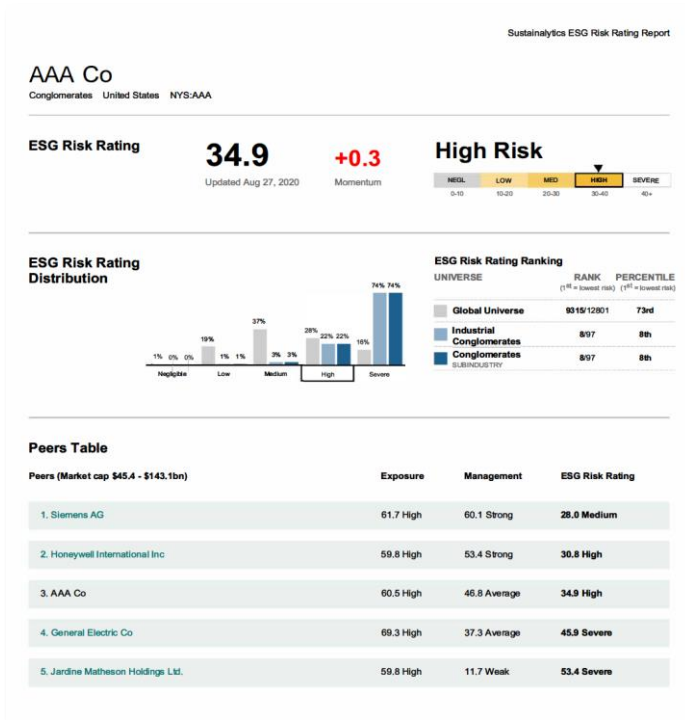 Sustainalytics ESG Risk Rating Report
AAA Co
Conglomerates United States NYS:AAA
ESG Risk Rating
34.9
Updated Aug 27, 2020
+0.3
Momentum
High Risk
NEGL LOW MED HIGH SEVERE
0-10 10-20 20-30 30-40 40+
ESG Risk Rating
Distribution
1% 0% 0% 19% 1% 1% 37% 3% 3% 28% 22% 22% 16% 74% 74%
Negligible Low Medium High Severe
ESG Risk Rating Ranking
UNIVERSE RANK PERCENTILE
(1st = lowest risk) (1st = lowest risk)
Global Universe 9315/12801 73rd
Industrial
Conglomerates 8/97 8th
Conglomerates 8/97 8th
SUBINDUSTRY
Peers Table
Peers (Market cap $45.4 - $143.1bn) Exposure Management ESG Risk Rating
1. Siemens AG 61.7 High 60.1 Strong 28.0 Medium
2. Honeywell International Inc 59.8 High 53.4 Strong 30.8 High
3. AAA Co 60.5 High 46.8 Average 34.9 High
4. General Electric Co 69.3 High 37.3 Average 45.9 Severe
5. Jardine Matheson Holdings Ltd. 59.8 High 11.7 Weak 53.4 Severe